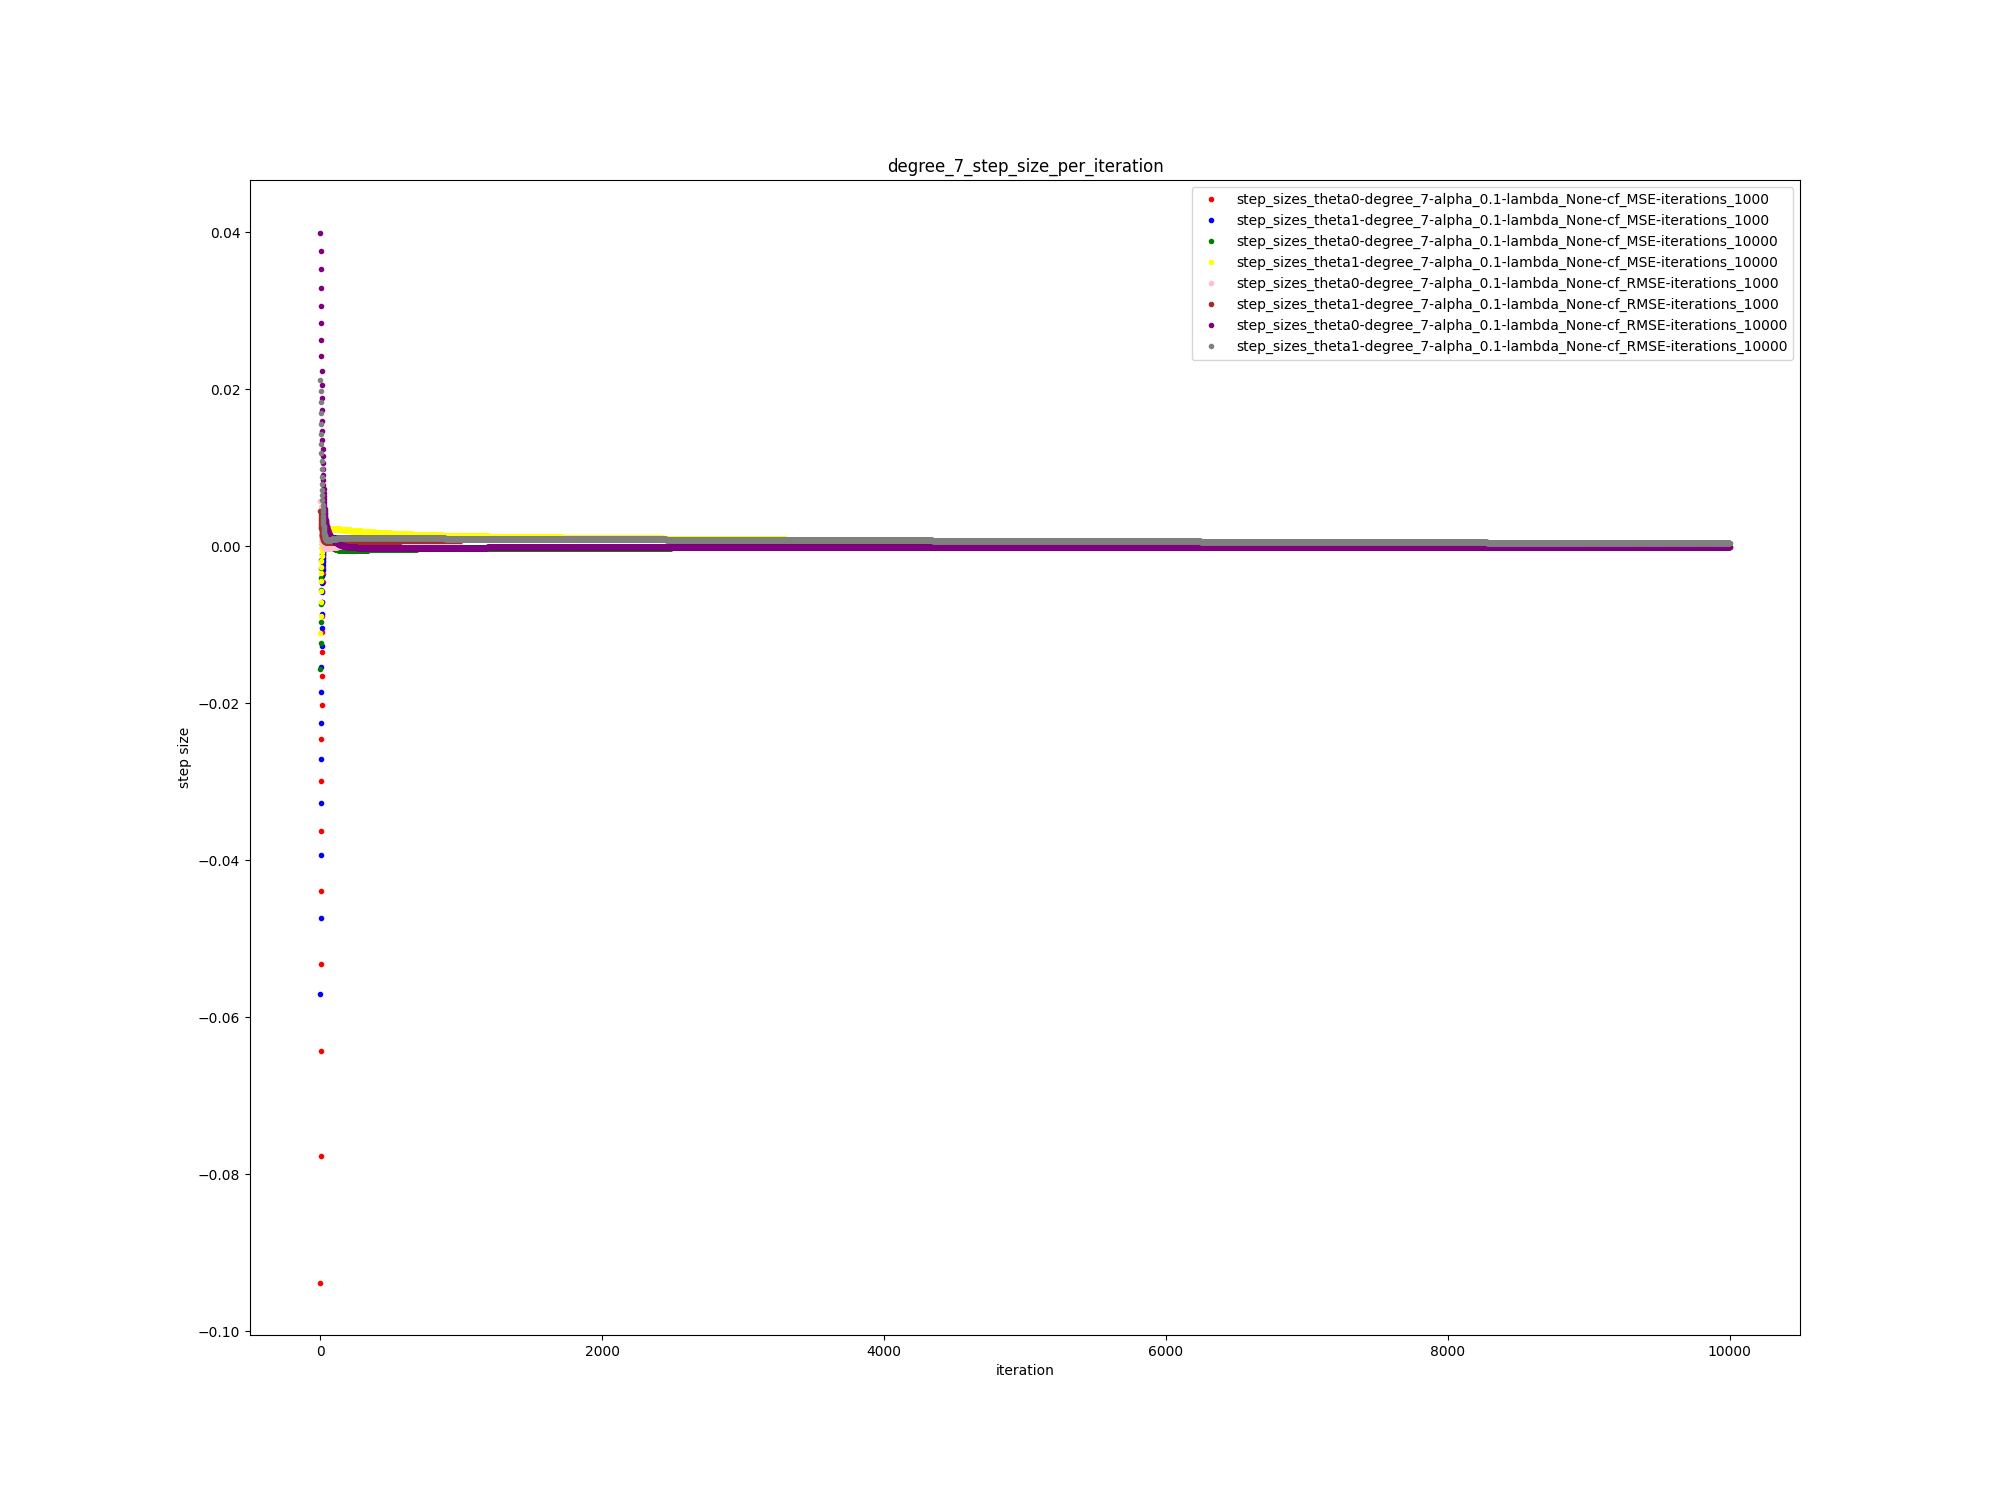 degree_7_step_size_per_iteration
step_sizes_theta0-degree_7-alpha_0.1-lambda_None-cf_MSE-iterations_1000
step_sizes_theta1-degree_7-alpha_0.1-lambda_None-cf_MSE-iterations_1000
step_sizes_theta0-degree_7-alpha_0.1-lambda_None-cf_MSE-iterations_10000
step_sizes_theta1-degree_7-alpha_0.1-lambda_None-cf_MSE-iterations_10000
step_sizes_theta0-degree_7-alpha_0.1-lambda_None-cf_RMSE-iterations_1000
step_sizes_theta1-degree_7-alpha_0.1-lambda_None-cf_RMSE-iterations_1000
step_sizes_theta0-degree_7-alpha_0.1-lambda_None-cf_RMSE-iterations_10000
step_sizes_theta1-degree_7-alpha_0.1-lambda_None-cf_RMSE-iterations_10000
0.04
0.02
0.00
−0.02
−0.04
−0.06
−0.08
−0.10
step size
0 2000 4000 6000 8000 10000
iteration